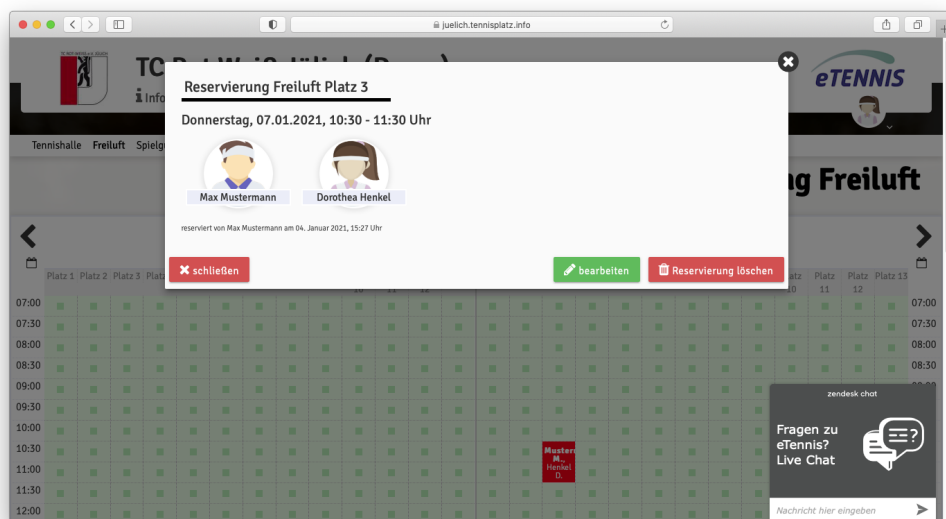 juelich.tennisplatz.info
Info
eTENNIS
Tennishalle Freiluft
Freiluft
Reservierung Freiluft Platz 3
Donnerstag, 07.01.2021, 10:30 - 11:30 Uhr
Max Mustermann
Dorothea Henkel
reserviert von Max Mustermann am 04. Januar 2021, 15:27 Uhr
schließen
bearbeiten
Reservierung löschen
Platz 1 Platz 2 Platz 3
Platz 11 Platz 12 Platz 13
07:00 07:00
07:30 07:30
08:00 08:00
08:30 08:30
09:00
09:30
10:00
10:30
11:00
11:30
12:00
Muster
M..
Henkel
D.
zendesk chat
Fragen zu
eTennis?
Live Chat
Nachricht hier eingeben